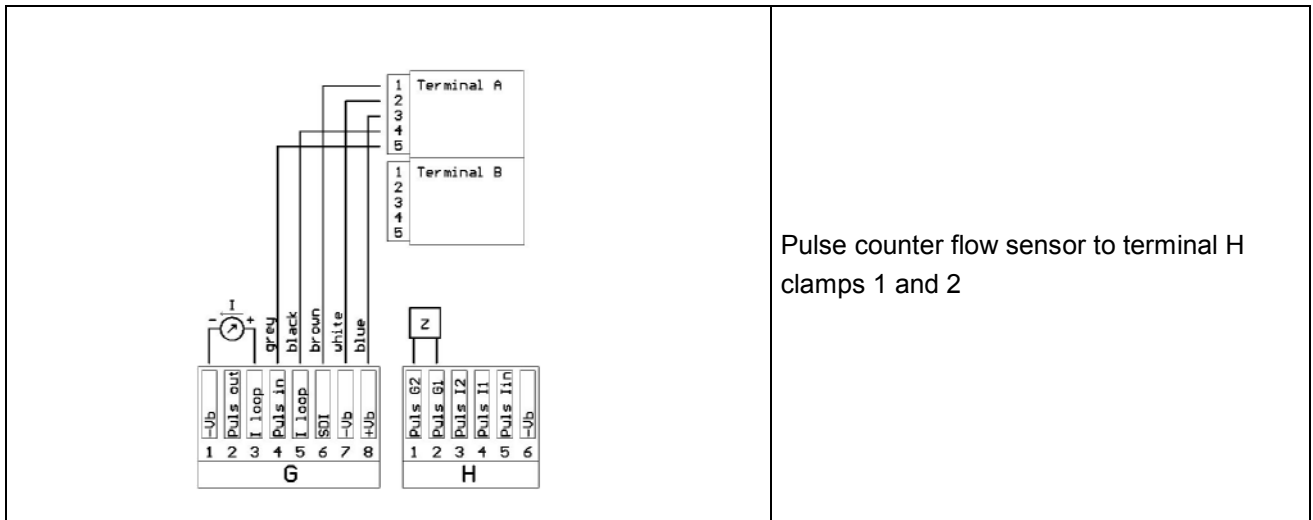 1 Terminal A
2
3
4
5
1 Terminal B
2
3
4
5
- I +
grey
black
brown
white
blue
Z
-Vb
Puls out
I loop
Puls in
I loop
SDI
-Vb
+Vb
1 2 3 4 5 6 7 8
G
Puls G2
Puls G1
Puls I2
Puls I1
Puls Iin
-Vb
1 2 3 4 5 6
H
Pulse counter flow sensor to terminal H
clamps 1 and 2